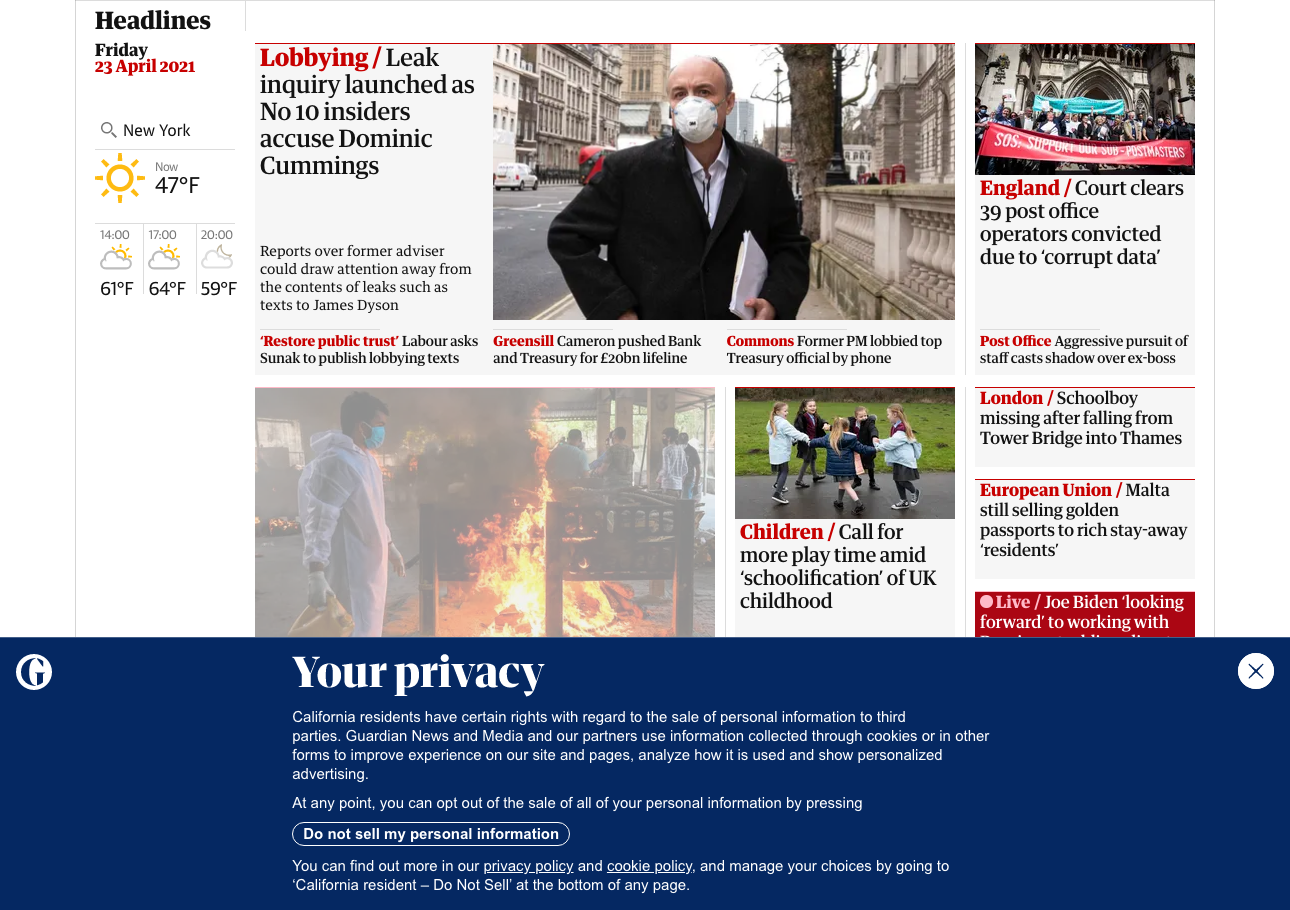 Headlines
Friday
23 April 2021
New York
Now
47°F
14:00
17:00
20:00
61°F
64°F
59°F
Lobbying / Leak
inquiry launched as
No 10 insiders
accuse Dominic
Cummings
Reports over former adviser
could draw attention away from
the contents of leaks such as
texts to James Dyson
‘Restore public trust’ Labour asks
Sunak to publish lobbying texts
Greensill Cameron pushed Bank
and Treasury for £20bn lifeline
Commons Former PM lobbied top
Treasury official by phone
SOS: SUPPORT OUR SUB-POSTMASTERS
England / Court clears
39 post office
operators convicted
due to ‘corrupt data’
Post Office Aggressive pursuit of
staff casts shadow over ex-boss
Children / Call for
more play time amid
‘schoolification’ of UK
childhood
London / Schoolboy
missing after falling from
Tower Bridge into Thames
European Union / Malta
still selling golden
passports to rich stay-away
‘residents’
Live / Joe Biden ‘looking
forward’ to working with
G
Your privacy
California residents have certain rights with regard to the sale of personal information to third
parties. Guardian News and Media and our partners use information collected through cookies or in other
forms to improve experience on our site and pages, analyze how it is used and show personalized
advertising.
At any point, you can opt out of the sale of all of your personal information by pressing
Do not sell my personal information
You can find out more in our privacy policy and cookie policy, and manage your choices by going to
‘California resident – Do Not Sell’ at the bottom of any page.